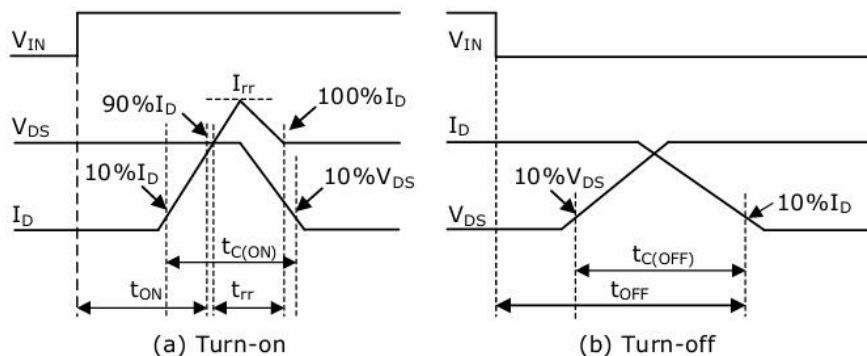 V_IN
I_rr
90%I_D
100%I_D
V_DS
10%I_D
10%V_DS
I_D
t_C(ON)
t_ON
t_rr
(a) Turn-on
V_IN
I_D
10%V_DS
V_DS
10%I_D
t_C(OFF)
t_OFF
(b) Turn-off